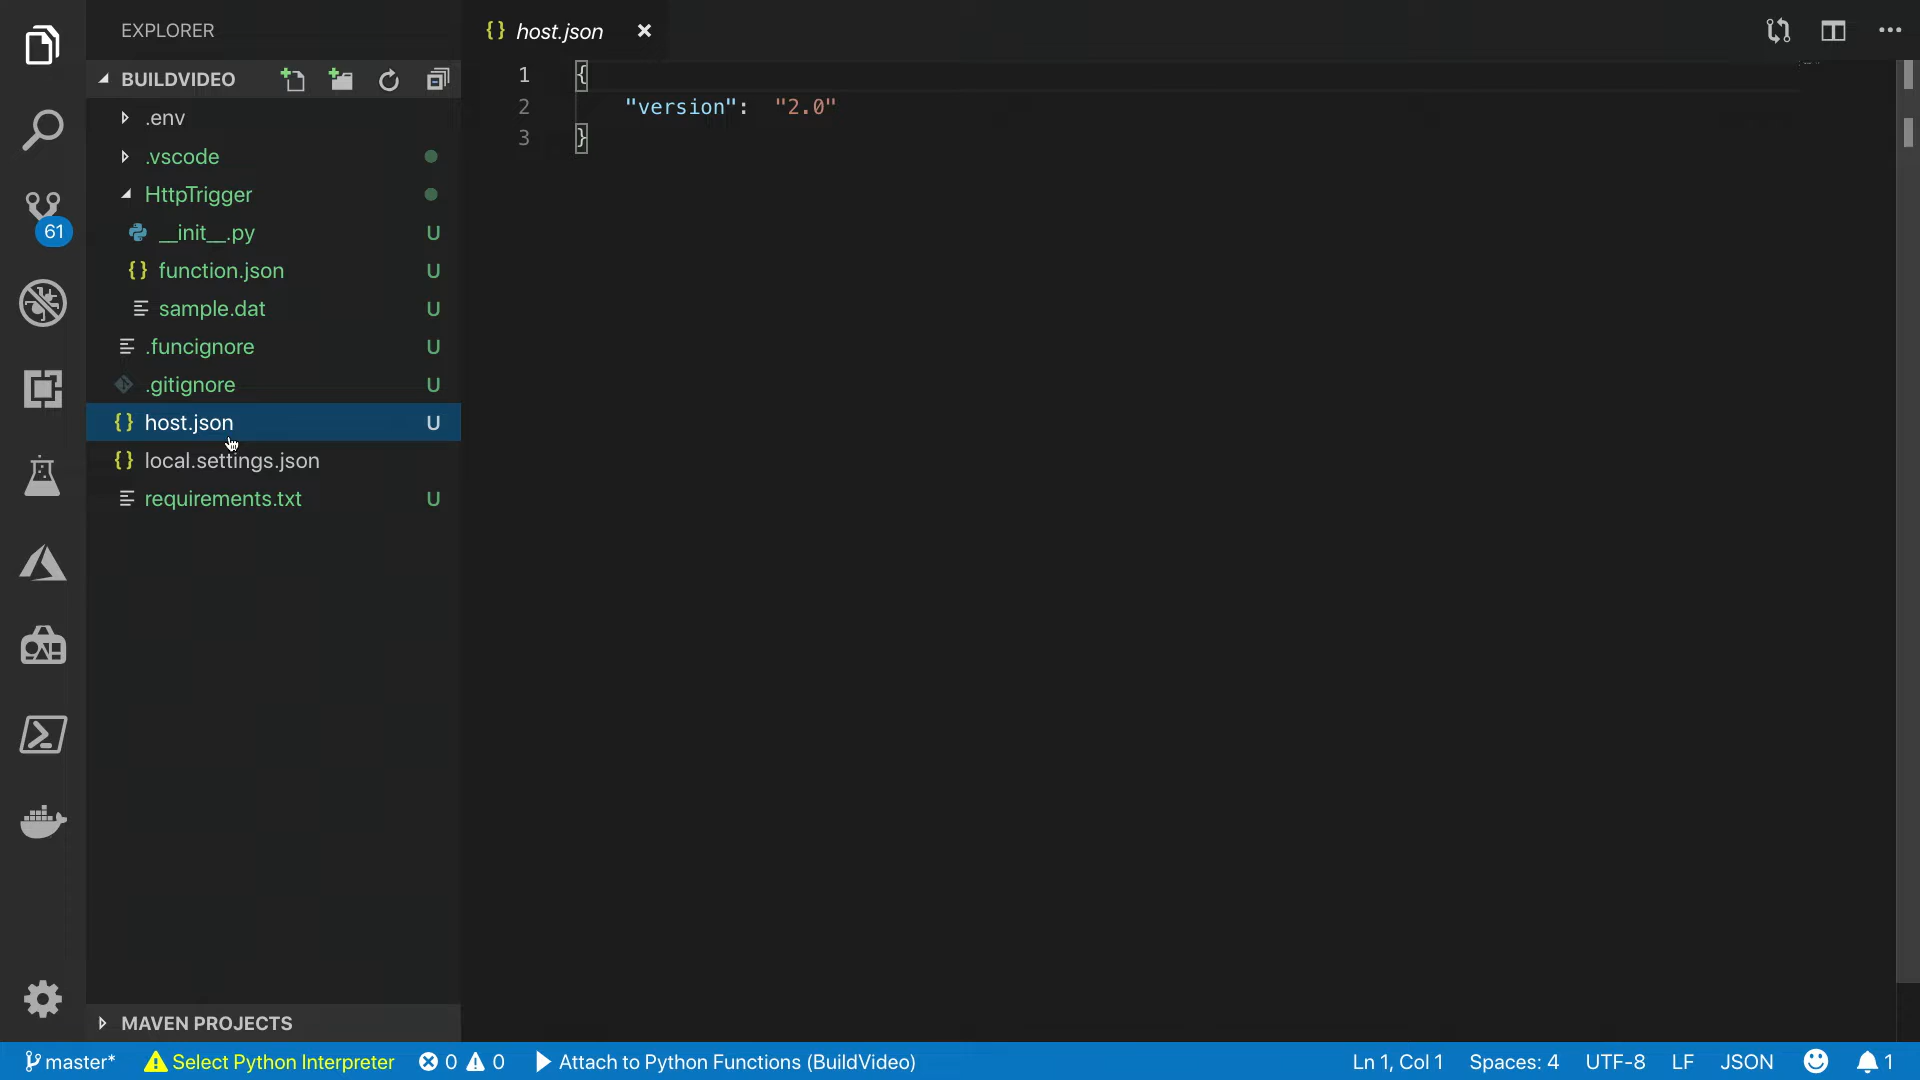 EXPLORER
BUILDVIDEO
.env
.vscode
HttpTrigger
__init__.py U
{} function.json U
sample.dat U
.funcignore U
.gitignore U
{} host.json U
{} local.settings.json
requirements.txt U
MAVEN PROJECTS
61
{} host.json
1 {
2 "version": "2.0"
3 }
master* Select Python Interpreter 0 0 Attach to Python Functions (BuildVideo) Ln 1, Col 1 Spaces: 4 UTF-8 LF JSON 1